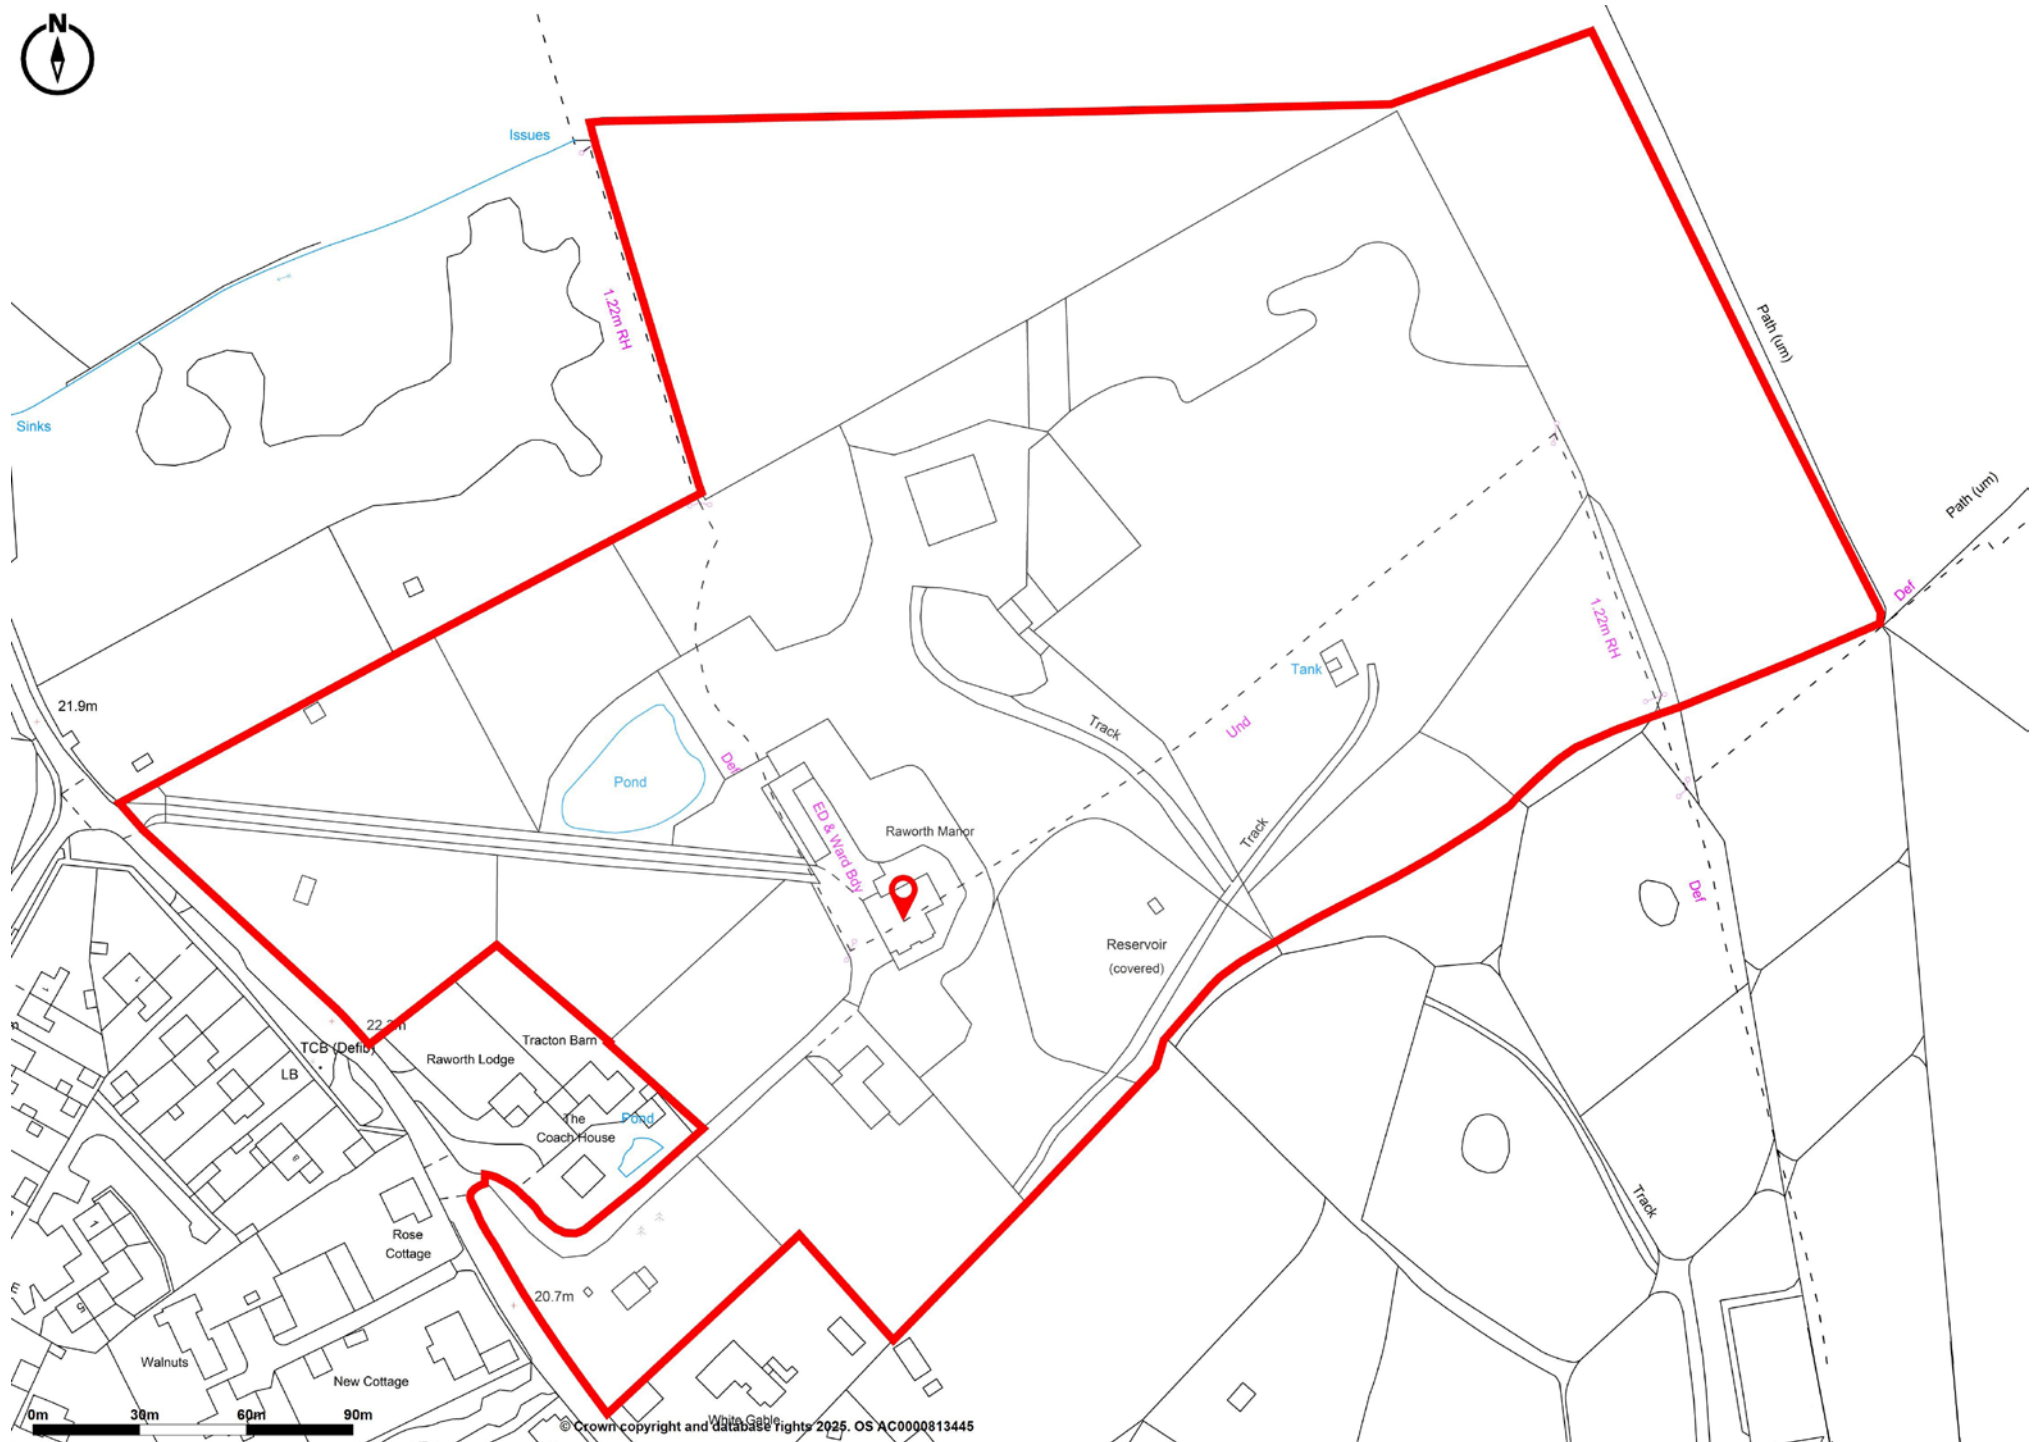 N
Issues
1.22m RH
Path (um)
Sinks
Path (um)
Def
1.22m RH
Tank
21.9m
Track
Und
Def
Pond
ED & Ward Bdy
Raworth Manor
Track
Def
Reservoir
(covered)
TCB (Defib)
LB
Tracton Barn
Raworth Lodge
The
Coach House
Pond
Track
Rose
Cottage
20.7m
Walnuts
New Cottage
White Gable
0m 30m 60m 90m
© Crown copyright and database rights 2025. OS AC0000813445